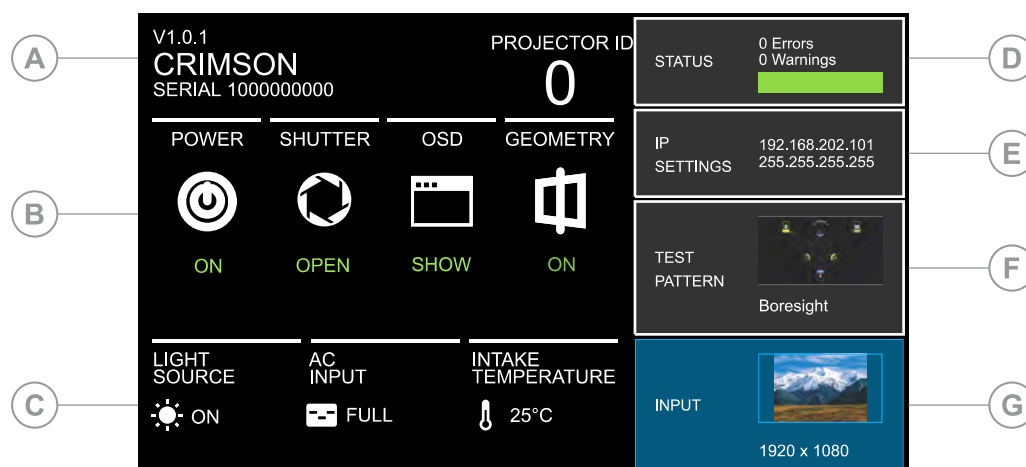 A
V1.0.1
CRIMSON
SERIAL 1000000000
PROJECTOR ID
0
B
POWER
SHUTTER
OSD
GEOMETRY
ON
OPEN
SHOW
ON
C
LIGHT
SOURCE
ON
AC
INPUT
FULL
INTAKE
TEMPERATURE
25°C
D
STATUS
0 Errors
0 Warnings
E
IP
SETTINGS
192.168.202.101
255.255.255.255
F
TEST
PATTERN
Boresight
G
INPUT
1920 x 1080